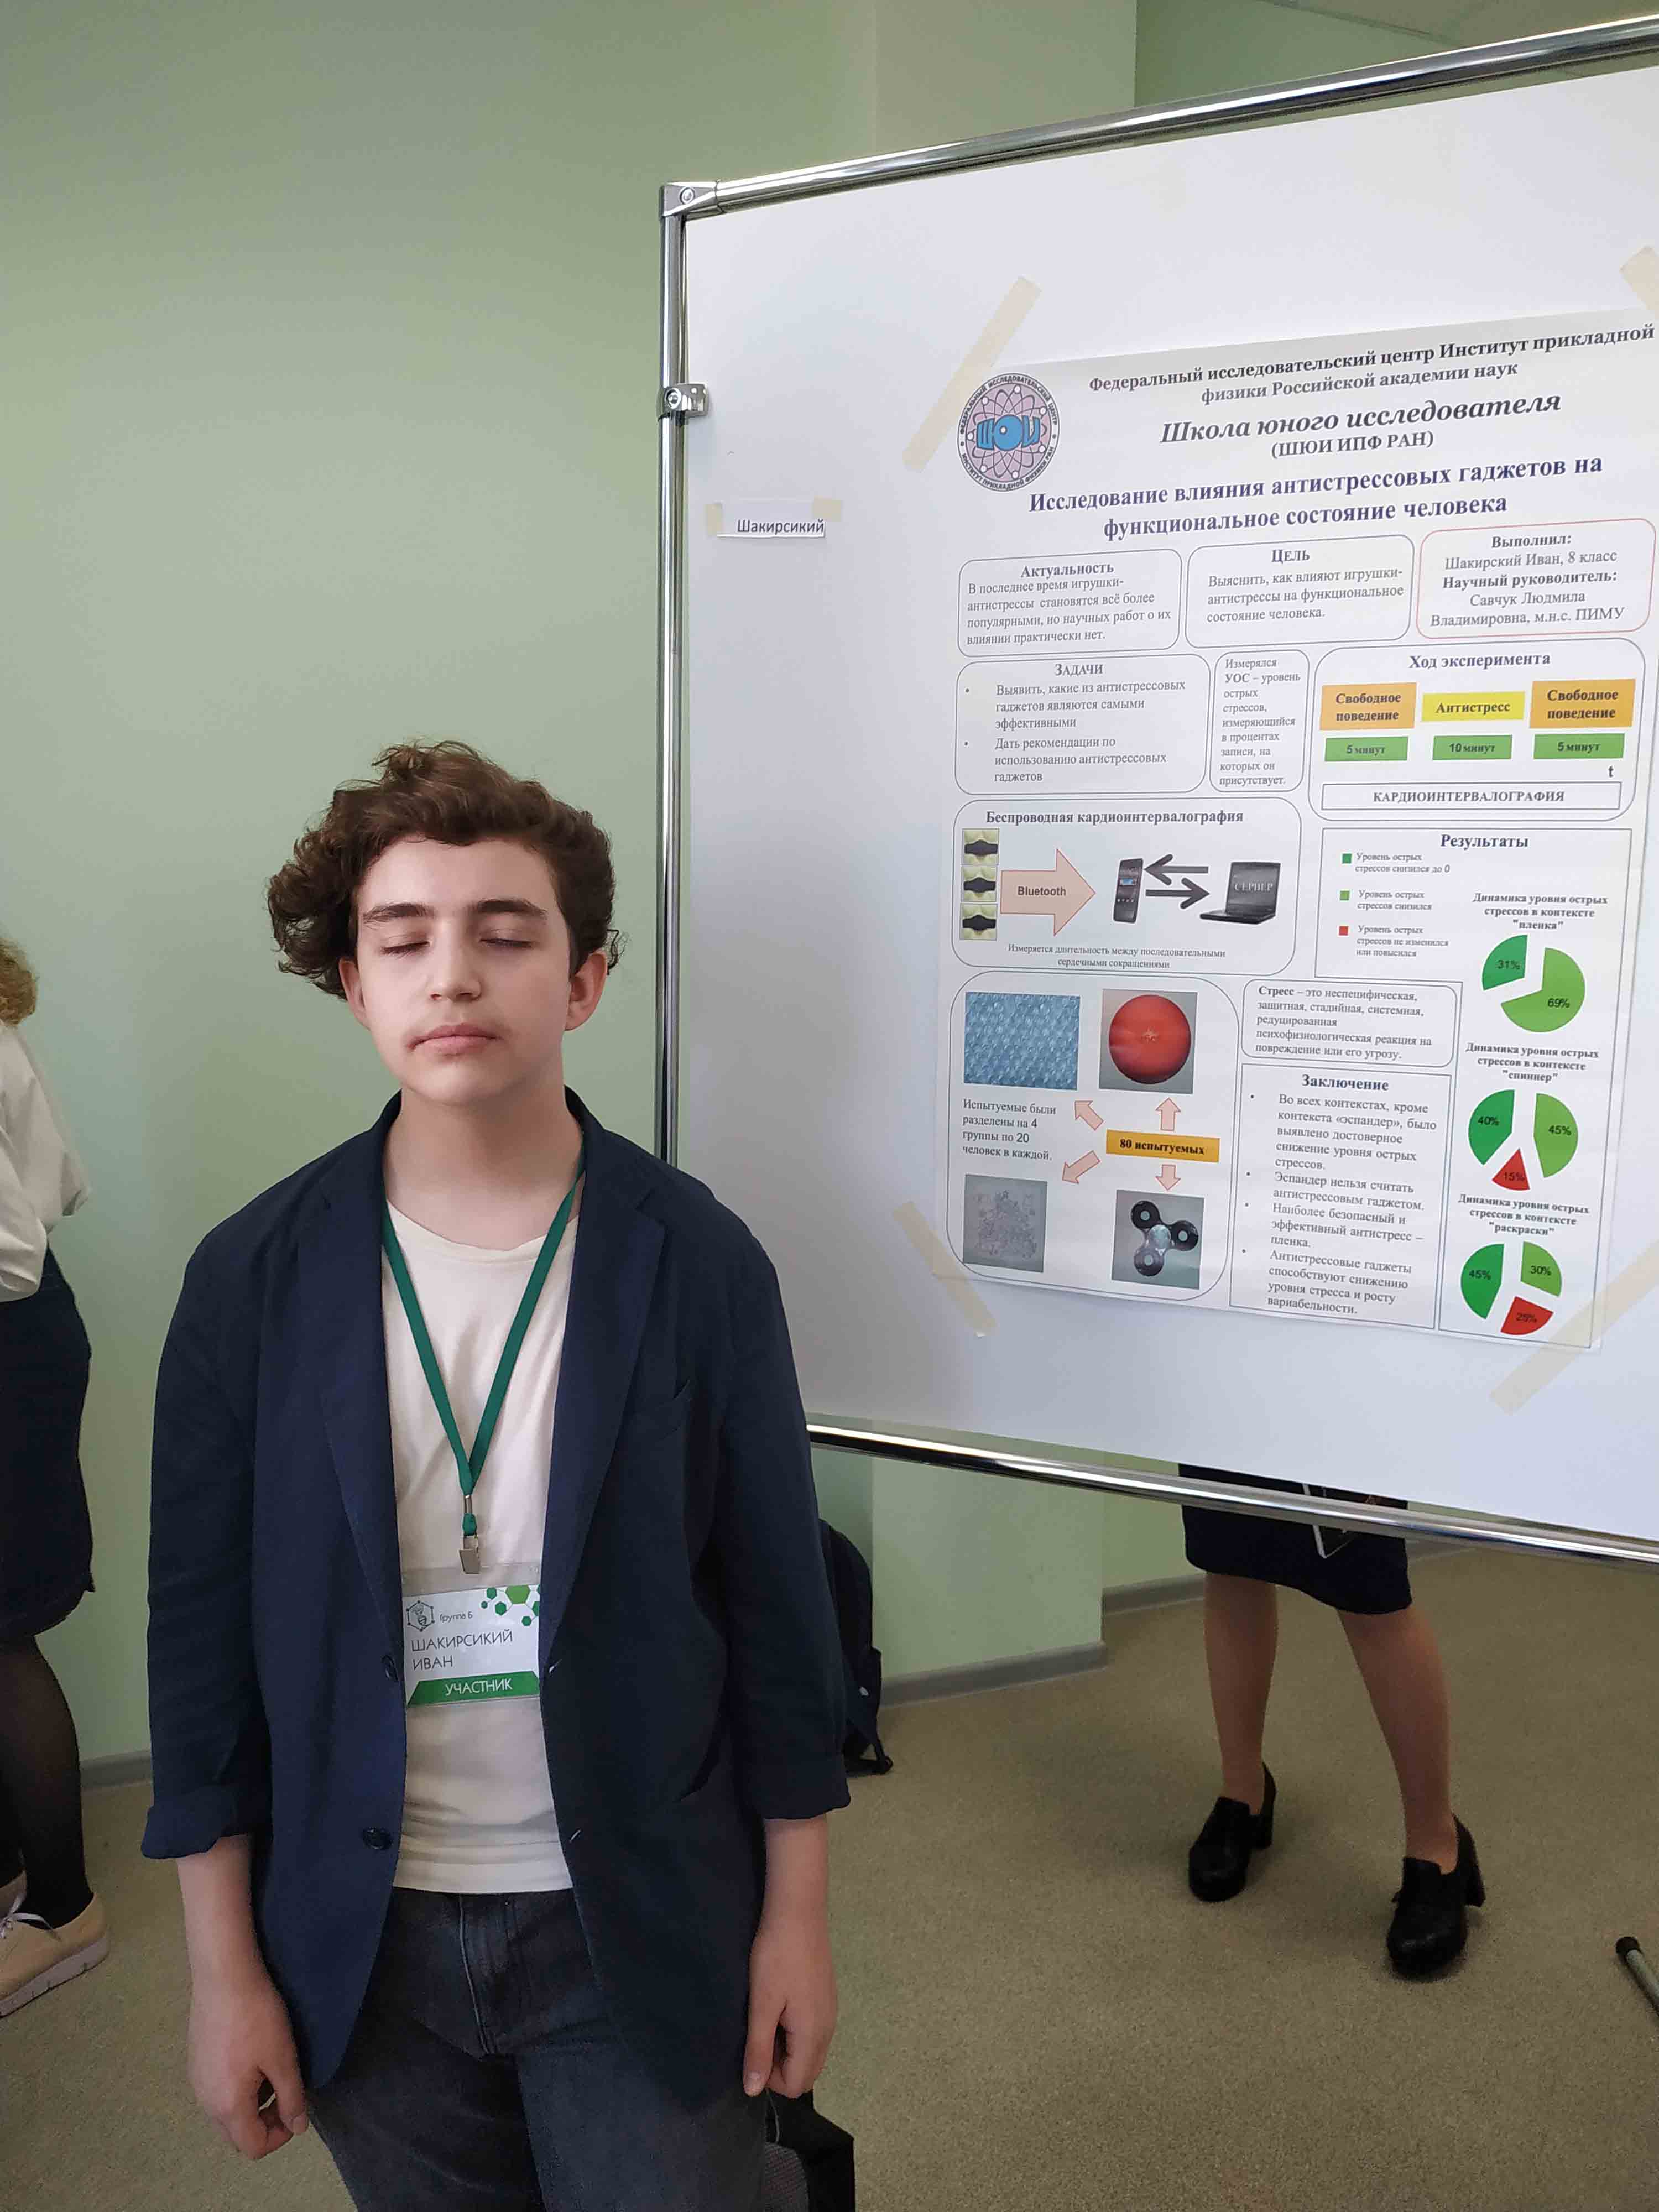 Федеральный исследовательский центр Институт прикладной
физики Российской академии наук
Школа юного исследователя
(ШЮИ ИПФ РАН)
ФЕДЕРАЛЬНЫЙ ИССЛЕДОВАТЕЛЬСКИЙ ЦЕНТР
ИНСТИТУТ ПРИКЛАДНОЙ ФИЗИКИ РАН
ШЮИ
Исследование влияния антистрессовых гаджетов на
функциональное состояние человека
Шакирсикий
Актуальность
В последнее время игрушки-
антистрессы становятся всё более
популярными, но научных работ о их
влиянии практически нет.
Цель
Выяснить, как влияют игрушки-
антистрессы на функциональное
состояние человека.
Выполнил:
Шакирский Иван, 8 класс
Научный руководитель:
Савчук Людмила
Владимировна, м.н.с. ПИМУ
Задачи
• Выявить, какие из антистрессовых
гаджетов являются самыми
эффективными
• Дать рекомендации по
использованию антистрессовых
гаджетов
Измерялся
УОС – уровень
острых
стрессов,
измеряющийся
в процентах
записи, на
которых он
присутствует.
Ход эксперимента
Свободное
поведение
Антистресс
Свободное
поведение
5 минут
10 минут
5 минут
t
КАРДИОИНТЕРВАЛОГРАФИЯ
Беспроводная кардиоинтервалография
Bluetooth
СЕРВЕР
Измеряется длительность между последовательными
сердечными сокращениями
Результаты
Уровень острых
стрессов снизился до 0
Уровень острых
стрессов снизился
Уровень острых
стрессов не изменился
или повысился
Динамика уровня острых
стрессов в контексте
"пленка"
31%
69%
Динамика уровня острых
стрессов в контексте
"спиннер"
40%
45%
15%
Динамика уровня острых
стрессов в контексте
"раскраски"
45%
30%
25%
Испытуемые были
разделены на 4
группы по 20
человек в каждой.
80 испытуемых
Стресс – это неспецифическая,
защитная, стадийная, системная,
редуцированная
психофизиологическая реакция на
повреждение или его угрозу.
Заключение
• Во всех контекстах, кроме
контекста «эспандер», было
выявлено достоверное
снижение уровня острых
стрессов.
• Эспандер нельзя считать
антистрессовым гаджетом.
• Наиболее безопасный и
эффективный антистресс –
пленка.
• Антистрессовые гаджеты
способствуют снижению
уровня стресса и росту
вариабельности.
Группа Б
ШАКИРСИКИЙ
ИВАН
УЧАСТНИК